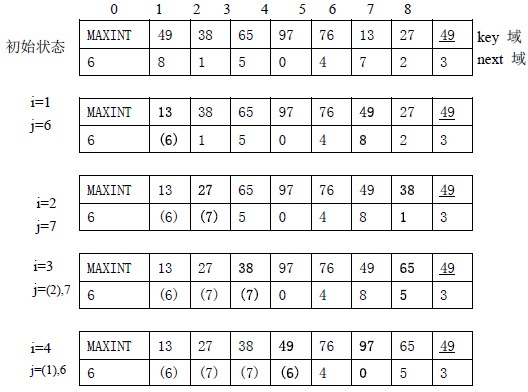 0 1 2 3 4 5 6 7 8
初始状态 MAXINT 49 38 65 97 76 13 27 49 key 域
6 8 1 5 0 4 7 2 3 next 域
i=1 MAXINT 13 38 65 97 76 49 27 49
j=6 6 (6) 1 5 0 4 8 2 3
i=2 MAXINT 13 27 65 97 76 49 38 49
j=7 6 (6) (7) 5 0 4 8 1 3
i=3 MAXINT 13 27 38 97 76 49 65 49
j=(2),7 6 (6) (7) (7) 0 4 8 5 3
i=4 MAXINT 13 27 38 49 76 97 65 49
j=(1),6 6 (6) (7) (7) (6) 4 0 5 3